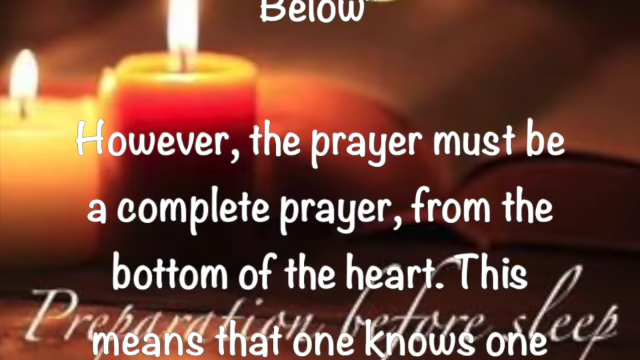 Below
However, the prayer must be
a complete prayer, from the
bottom of the heart. This
Preparation before sleep
means that one knows one